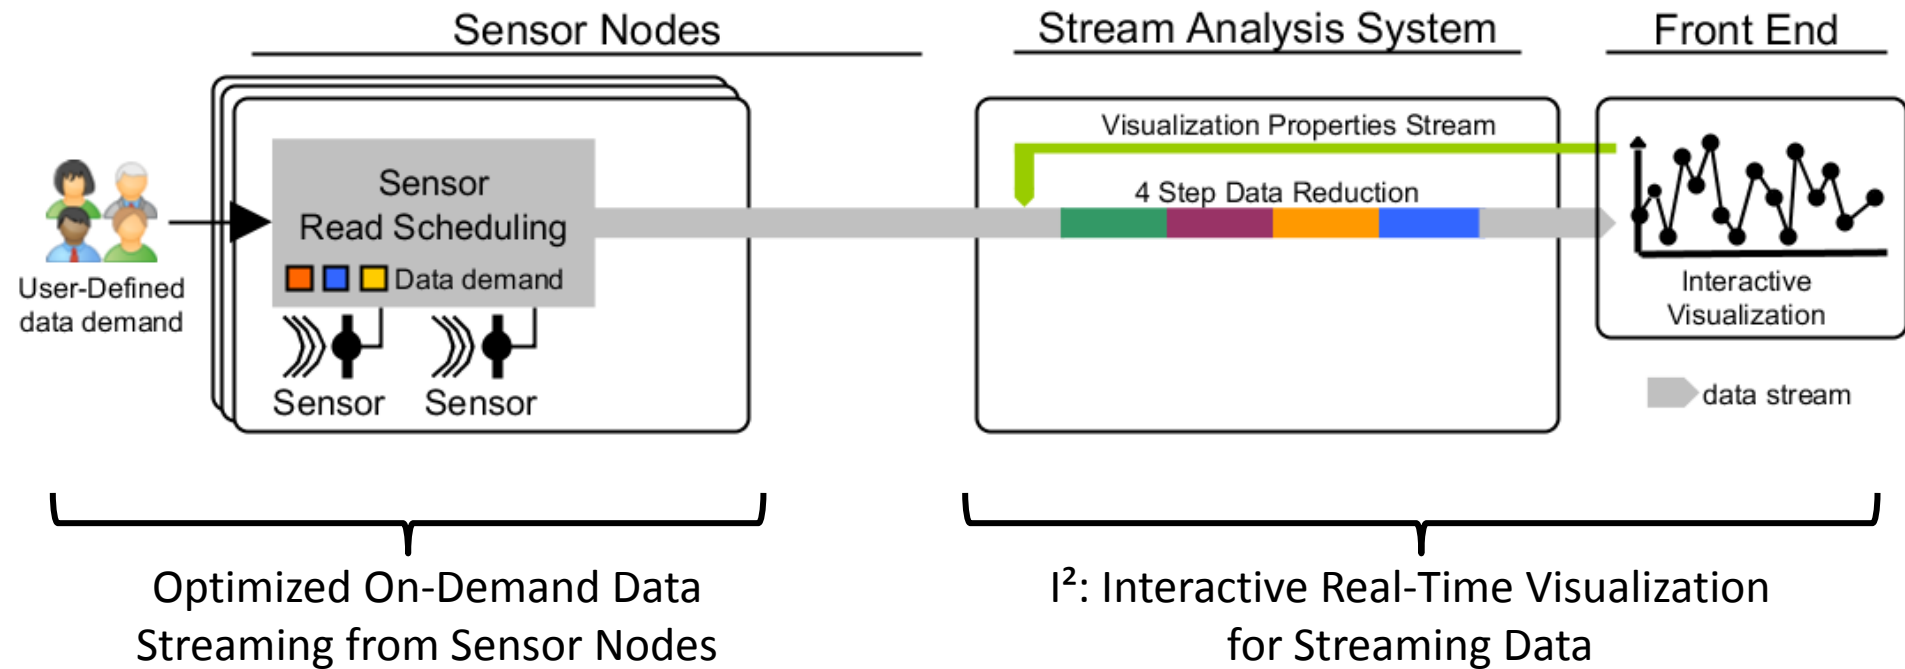 Sensor Nodes
Stream Analysis System
Front End
User-Defined
data demand
Sensor
Read Scheduling
Data demand
Sensor
Sensor
Visualization Properties Stream
4 Step Data Reduction
Interactive
Visualization
data stream
Optimized On-Demand Data
Streaming from Sensor Nodes
I²: Interactive Real-Time Visualization
for Streaming Data